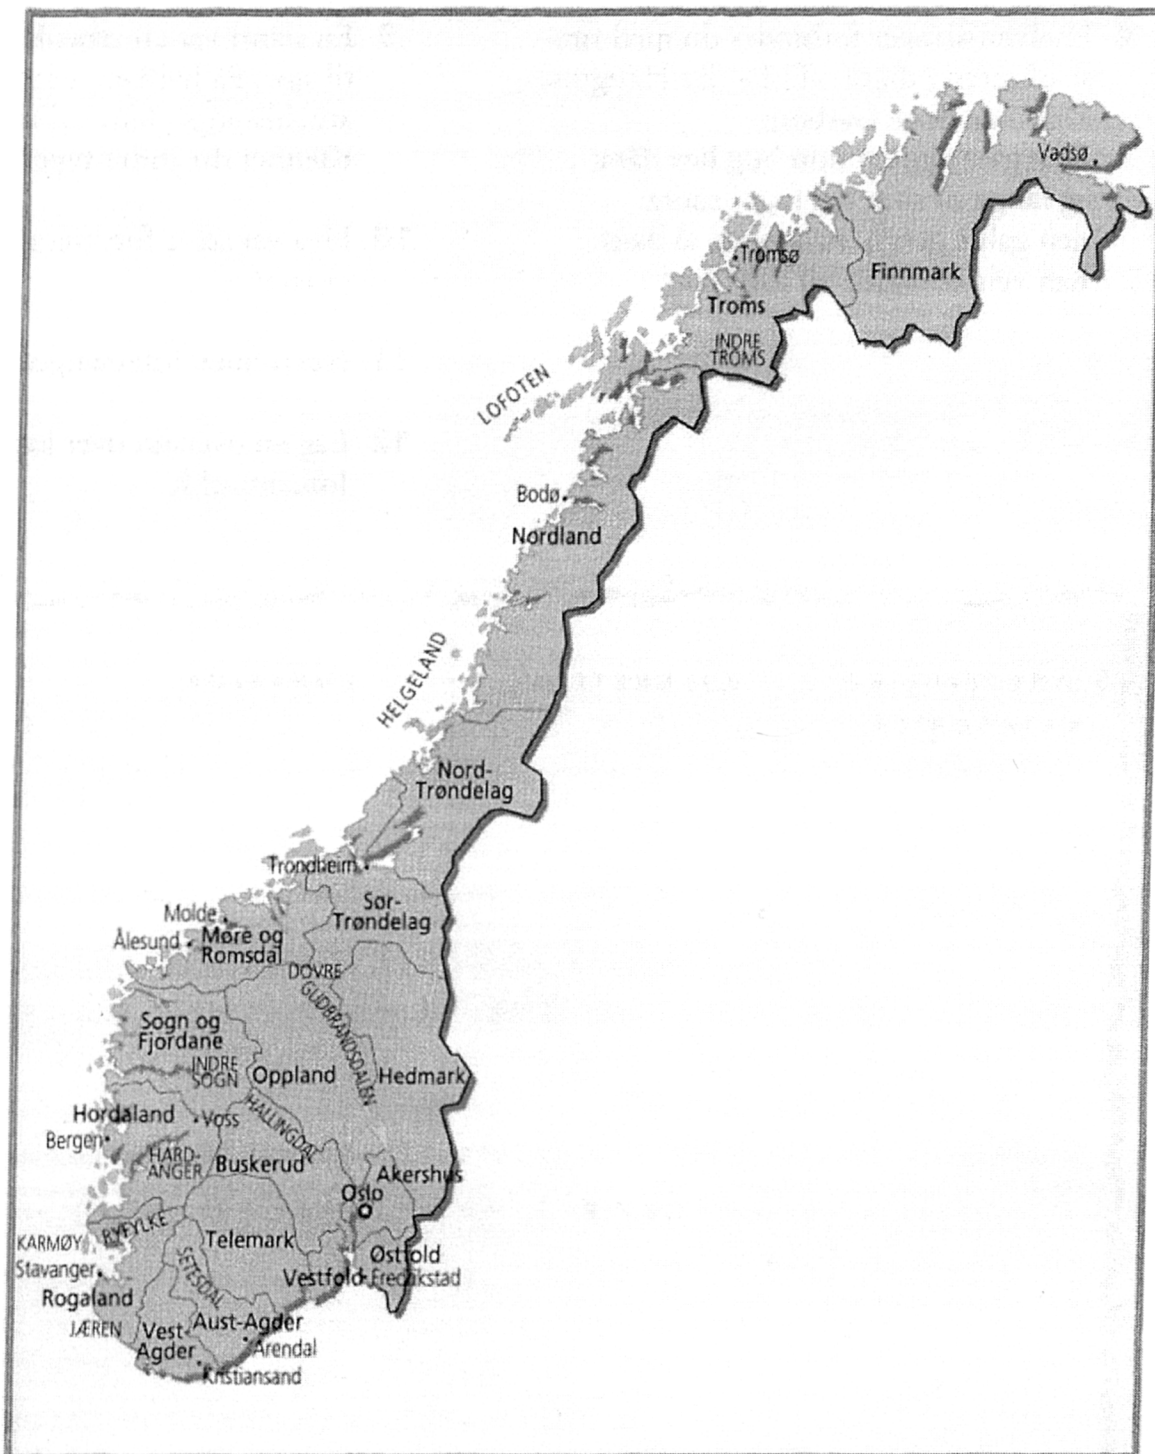 Vadsø
Tromsø
Finnmark
Troms
INDRE
TROMS
LOFOTEN
Bodø
Nordland
HELGELAND
Nord-
Trøndelag
Trondheim
Sør-
Trøndelag
Molde
Ålesund
Møre og
Romsdal
DOVRE
GUDBRANDSDALEN
Sogn og
Fjordane
INDRE
SOGN
Oppland
Hedmark
Hordaland
Voss
HALLINGDAL
Bergen
HARD-
ANGER
Buskerud
Akershus
Oslo
RYFYLKE
KARMØY
Telemark
Østfold
Stavanger
SETESDAL
Vestfold
Fredrikstad
Rogaland
JÆREN
Vest-
Agder
Aust-Agder
Arendal
Kristiansand